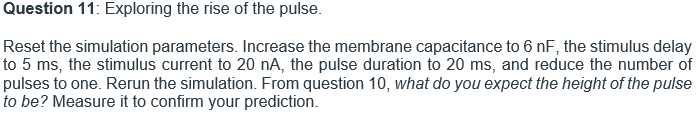 Question 11: Exploring the rise of the pulse.
Reset the simulation parameters. Increase the membrane capacitance to 6 nF, the stimulus delay
to 5 ms, the stimulus current to 20 nA, the pulse duration to 20 ms, and reduce the number of
pulses to one. Rerun the simulation. From question 10, what do you expect the height of the pulse
to be? Measure it to confirm your prediction.